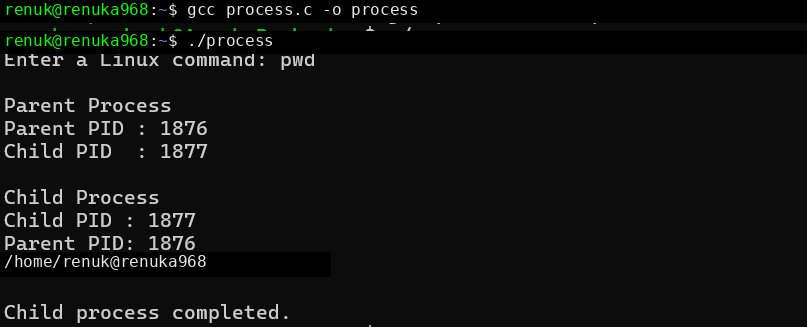 renuk@renuka968:~$ gcc process.c -o process
renuk@renuka968:~$ ./process
Enter a Linux command: pwd
Parent Process
Parent PID : 1876
Child PID  : 1877
Child Process
Child PID : 1877
Parent PID: 1876
/home/renuk@renuka968
Child process completed.